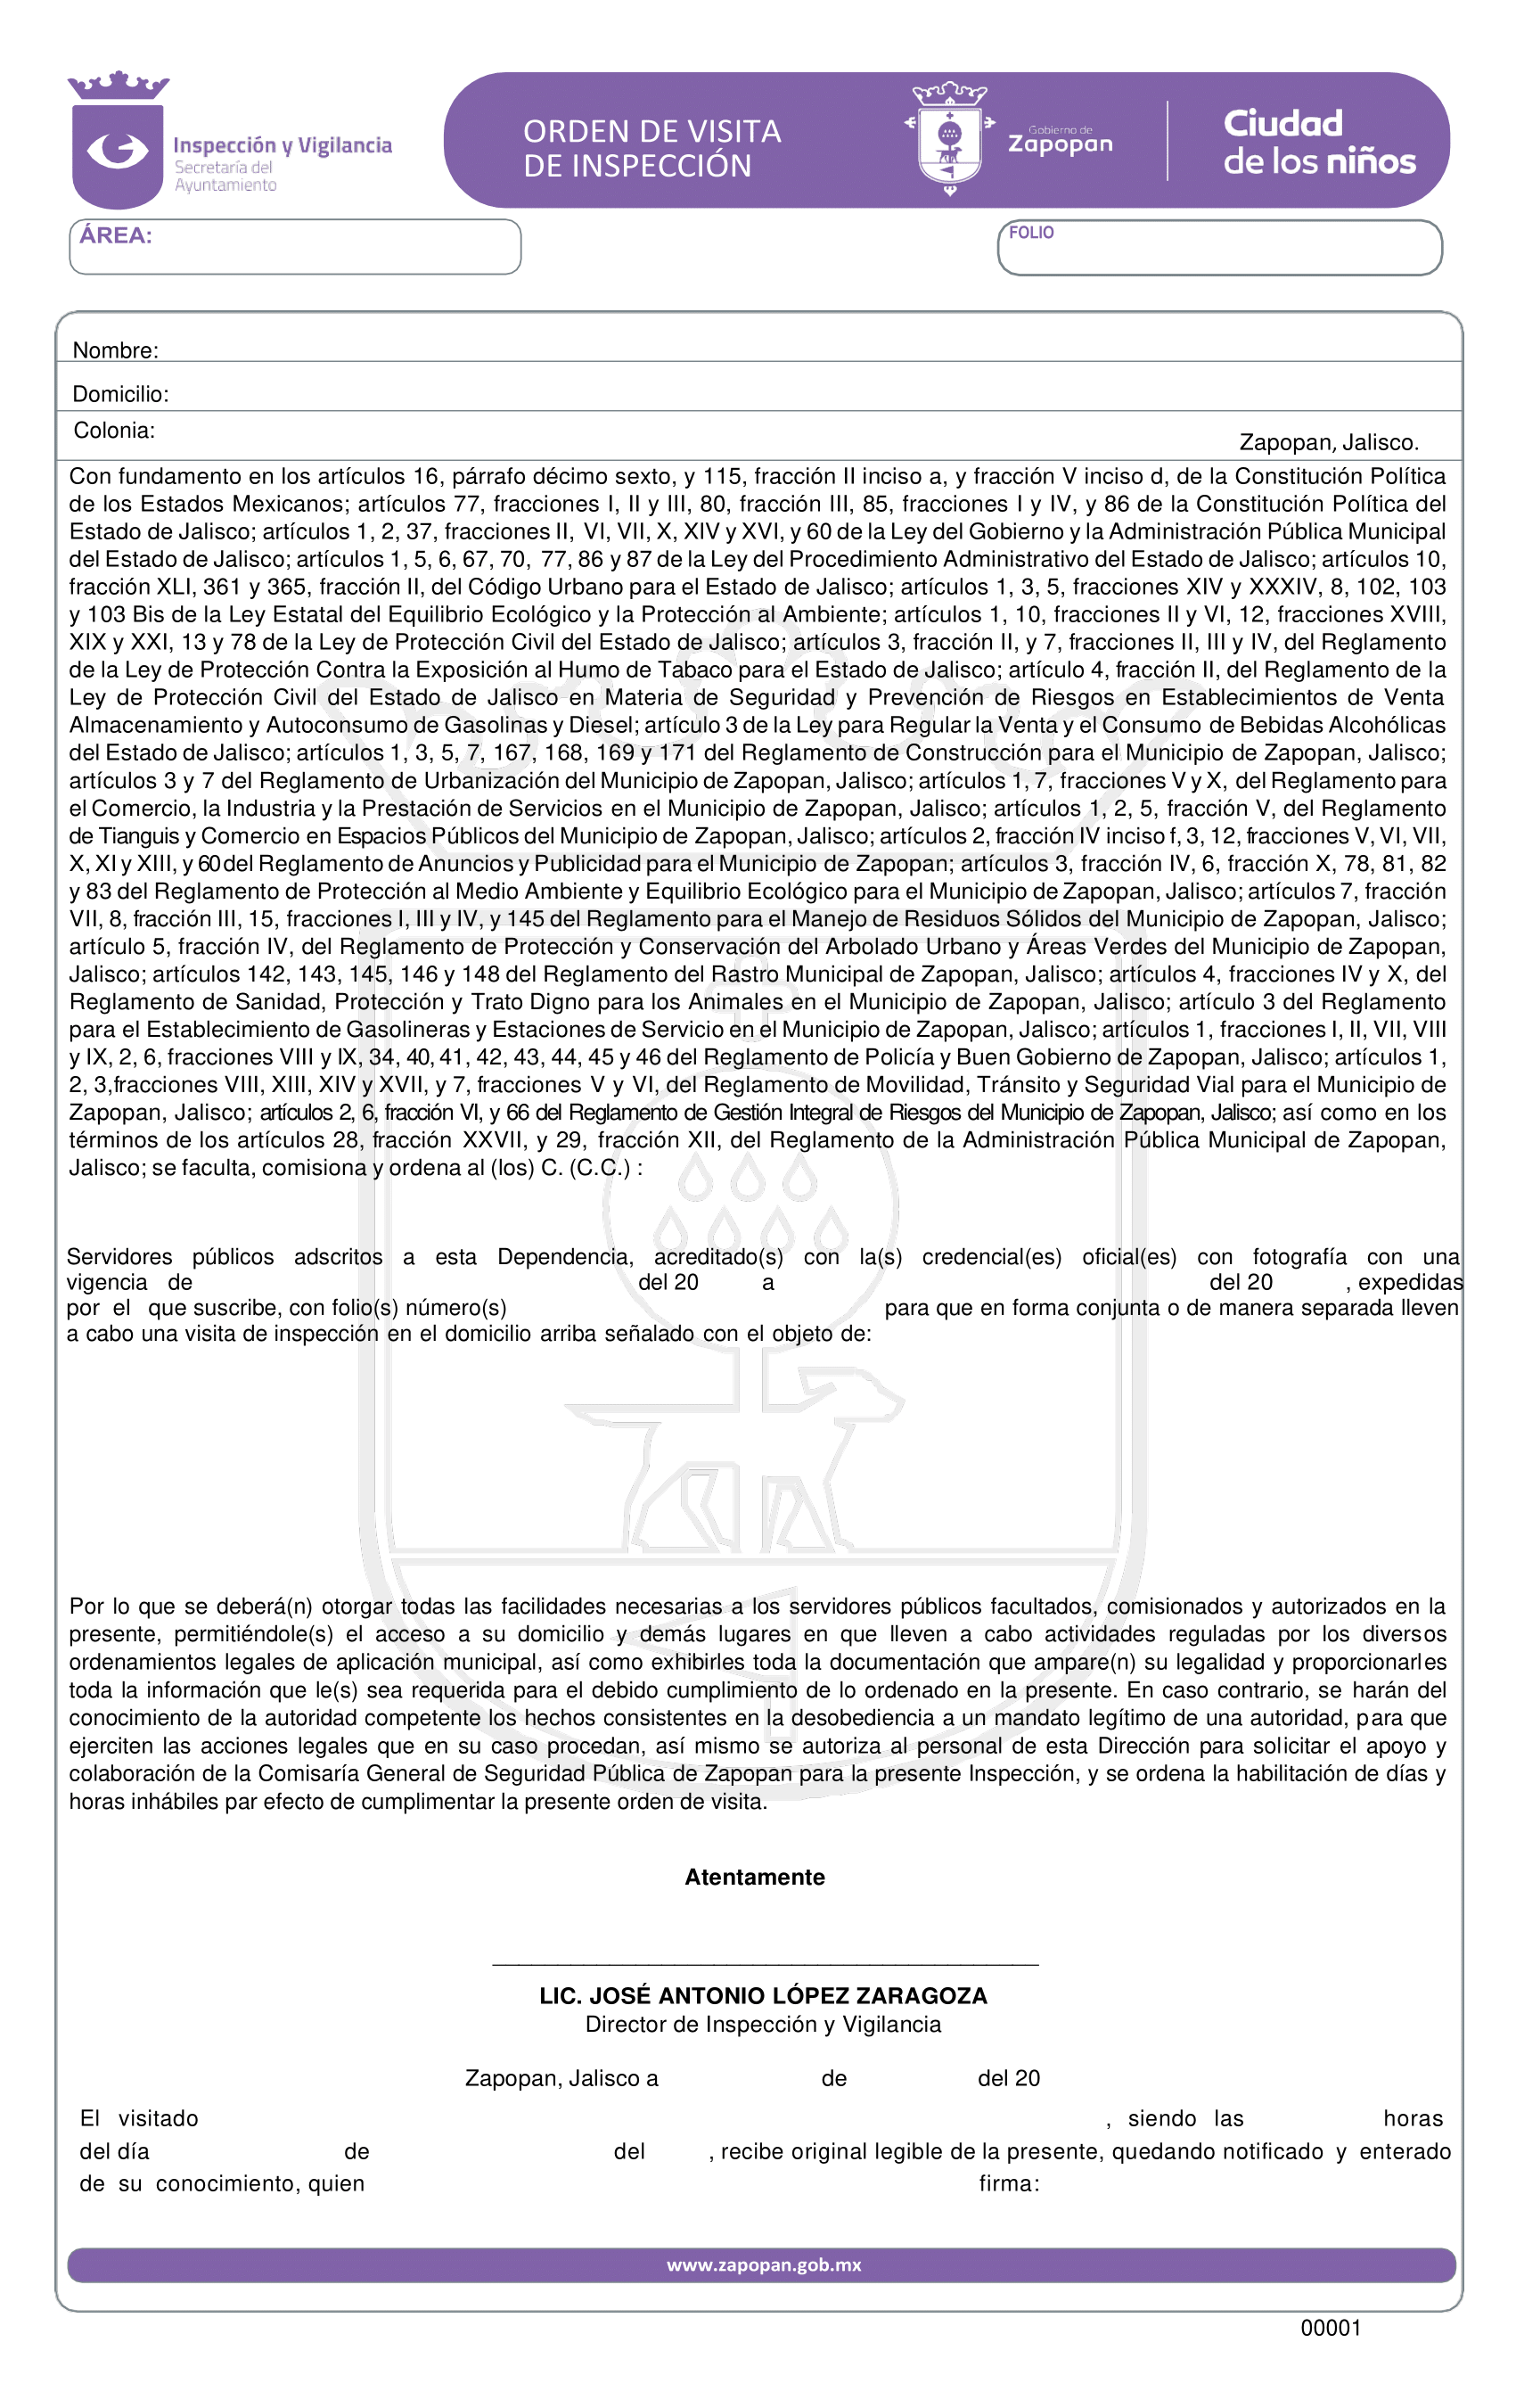 Inspección y Vigilancia
Secretaría del
Ayuntamiento
ORDEN DE VISITA
DE INSPECCIÓN
Gobierno de
Zapopan
Ciudad
de los niños
ÁREA:
FOLIO
Nombre:
Domicilio:
Colonia:
Zapopan, Jalisco.
Con fundamento en los artículos 16, párrafo décimo sexto, y 115, fracción II inciso a, y fracción V inciso d, de la Constitución Política
de los Estados Mexicanos; artículos 77, fracciones I, II y III, 80, fracción III, 85, fracciones I y IV, y 86 de la Constitución Política del
Estado de Jalisco; artículos 1, 2, 37, fracciones II, VI, VII, X, XIV y XVI, y 60 de la Ley del Gobierno y la Administración Pública Municipal
del Estado de Jalisco; artículos 1, 5, 6, 67, 70, 77, 86 y 87 de la Ley del Procedimiento Administrativo del Estado de Jalisco; artículos 10,
fracción XLI, 361 y 365, fracción II, del Código Urbano para el Estado de Jalisco; artículos 1, 3, 5, fracciones XIV y XXXIV, 8, 102, 103
y 103 Bis de la Ley Estatal del Equilibrio Ecológico y la Protección al Ambiente; artículos 1, 10, fracciones II y VI, 12, fracciones XVIII,
XIX y XXI, 13 y 78 de la Ley de Protección Civil del Estado de Jalisco; artículos 3, fracción II, y 7, fracciones II, III y IV, del Reglamento
de la Ley de Protección Contra la Exposición al Humo de Tabaco para el Estado de Jalisco; artículo 4, fracción II, del Reglamento de la
Ley de Protección Civil del Estado de Jalisco en Materia de Seguridad y Prevención de Riesgos en Establecimientos de Venta
Almacenamiento y Autoconsumo de Gasolinas y Diesel; artículo 3 de la Ley para Regular la Venta y el Consumo de Bebidas Alcohólicas
del Estado de Jalisco; artículos 1, 3, 5, 7, 167, 168, 169 y 171 del Reglamento de Construcción para el Municipio de Zapopan, Jalisco;
artículos 3 y 7 del Reglamento de Urbanización del Municipio de Zapopan, Jalisco; artículos 1, 7, fracciones V y X, del Reglamento para
el Comercio, la Industria y la Prestación de Servicios en el Municipio de Zapopan, Jalisco; artículos 1, 2, 5, fracción V, del Reglamento
de Tianguis y Comercio en Espacios Públicos del Municipio de Zapopan, Jalisco; artículos 2, fracción IV inciso f, 3, 12, fracciones V, VI, VII,
X, XI y XIII, y 60 del Reglamento de Anuncios y Publicidad para el Municipio de Zapopan; artículos 3, fracción IV, 6, fracción X, 78, 81, 82
y 83 del Reglamento de Protección al Medio Ambiente y Equilibrio Ecológico para el Municipio de Zapopan, Jalisco; artículos 7, fracción
VII, 8, fracción III, 15, fracciones I, III y IV, y 145 del Reglamento para el Manejo de Residuos Sólidos del Municipio de Zapopan, Jalisco;
artículo 5, fracción IV, del Reglamento de Protección y Conservación del Arbolado Urbano y Áreas Verdes del Municipio de Zapopan,
Jalisco; artículos 142, 143, 145, 146 y 148 del Reglamento del Rastro Municipal de Zapopan, Jalisco; artículos 4, fracciones IV y X, del
Reglamento de Sanidad, Protección y Trato Digno para los Animales en el Municipio de Zapopan, Jalisco; artículo 3 del Reglamento
para el Establecimiento de Gasolineras y Estaciones de Servicio en el Municipio de Zapopan, Jalisco; artículos 1, fracciones I, II, VII, VIII
y IX, 2, 6, fracciones VIII y IX, 34, 40, 41, 42, 43, 44, 45 y 46 del Reglamento de Policía y Buen Gobierno de Zapopan, Jalisco; artículos 1,
2, 3,fracciones VIII, XIII, XIV y XVII, y 7, fracciones V y VI, del Reglamento de Movilidad, Tránsito y Seguridad Vial para el Municipio de
Zapopan, Jalisco; artículos 2, 6, fracción VI, y 66 del Reglamento de Gestión Integral de Riesgos del Municipio de Zapopan, Jalisco; así como en los
términos de los artículos 28, fracción XXVII, y 29, fracción XII, del Reglamento de la Administración Pública Municipal de Zapopan,
Jalisco; se faculta, comisiona y ordena al (los) C. (C.C.) :
Servidores públicos adscritos a esta Dependencia, acreditado(s) con la(s) credencial(es) oficial(es) con fotografía con una
vigencia de del 20 a del 20 , expedidas
por el que suscribe, con folio(s) número(s) para que en forma conjunta o de manera separada lleven
a cabo una visita de inspección en el domicilio arriba señalado con el objeto de:
Por lo que se deberá(n) otorgar todas las facilidades necesarias a los servidores públicos facultados, comisionados y autorizados en la
presente, permitiéndole(s) el acceso a su domicilio y demás lugares en que lleven a cabo actividades reguladas por los diversos
ordenamientos legales de aplicación municipal, así como exhibirles toda la documentación que ampare(n) su legalidad y proporcionarles
toda la información que le(s) sea requerida para el debido cumplimiento de lo ordenado en la presente. En caso contrario, se harán del
conocimiento de la autoridad competente los hechos consistentes en la desobediencia a un mandato legítimo de una autoridad, para que
ejerciten las acciones legales que en su caso procedan, así mismo se autoriza al personal de esta Dirección para solicitar el apoyo y
colaboración de la Comisaría General de Seguridad Pública de Zapopan para la presente Inspección, y se ordena la habilitación de días y
horas inhábiles par efecto de cumplimentar la presente orden de visita.
Atentamente
LIC. JOSÉ ANTONIO LÓPEZ ZARAGOZA
Director de Inspección y Vigilancia
Zapopan, Jalisco a de del 20
El visitado , siendo las horas
del día de del , recibe original legible de la presente, quedando notificado y enterado
de su conocimiento, quien firma:
www.zapopan.gob.mx
00001